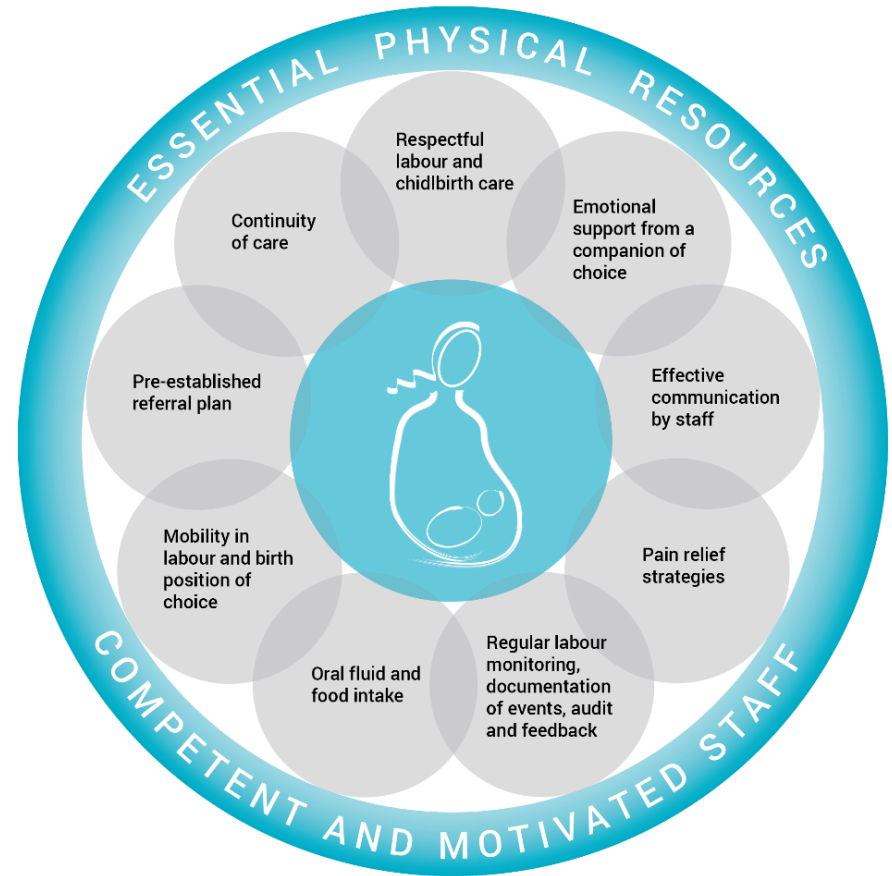 ESSENTIAL PHYSICAL RESOURCES
Respectful
labour and
chidlbirth care
Emotional
support from a
companion of
choice
Effective
communication
by staff
Pain relief
strategies
Regular labour
monitoring,
documentation
of events, audit
and feedback
Oral fluid and
food intake
Mobility in
labour and birth
position of
choice
Pre-established
referral plan
Continuity
of care
COMPETENT AND MOTIVATED STAFF